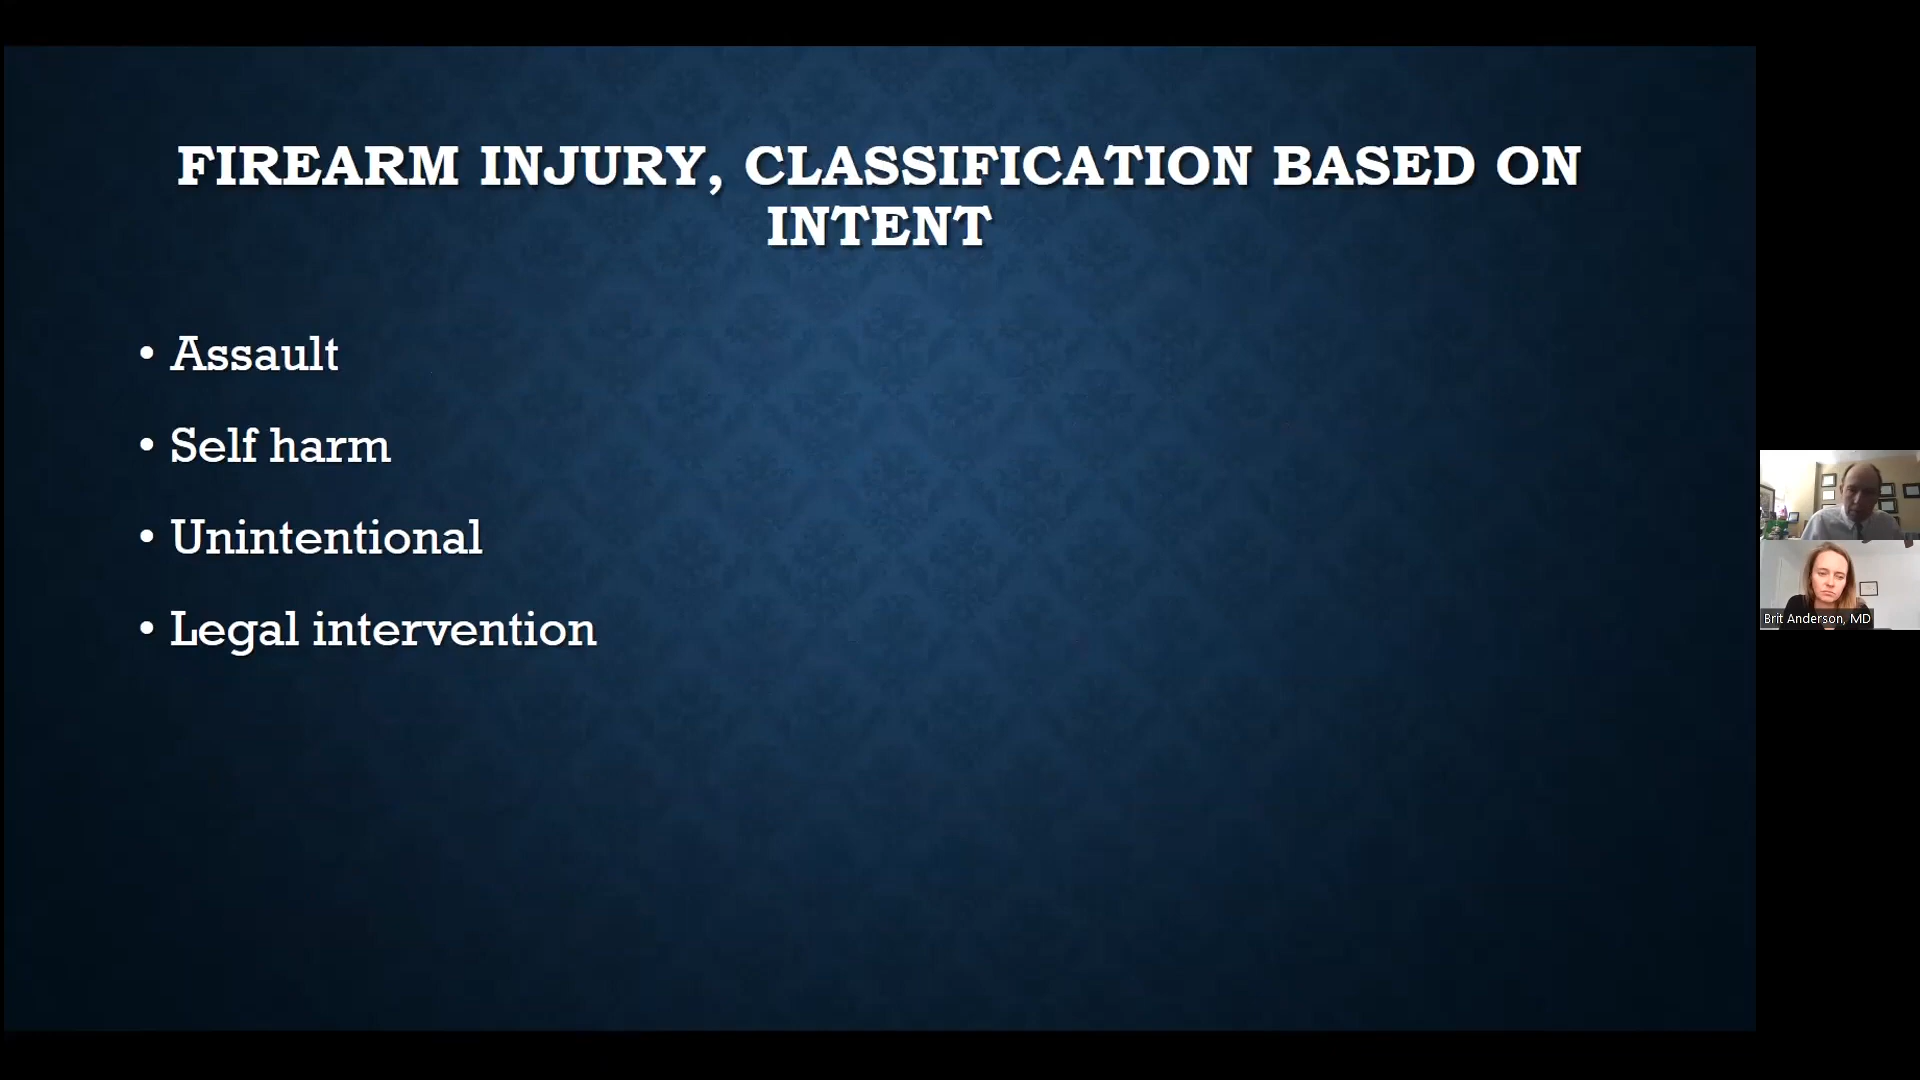 FIREARM INJURY, CLASSIFICATION BASED ON
INTENT
• Assault
• Self harm
• Unintentional
• Legal intervention
Brit Anderson, MD